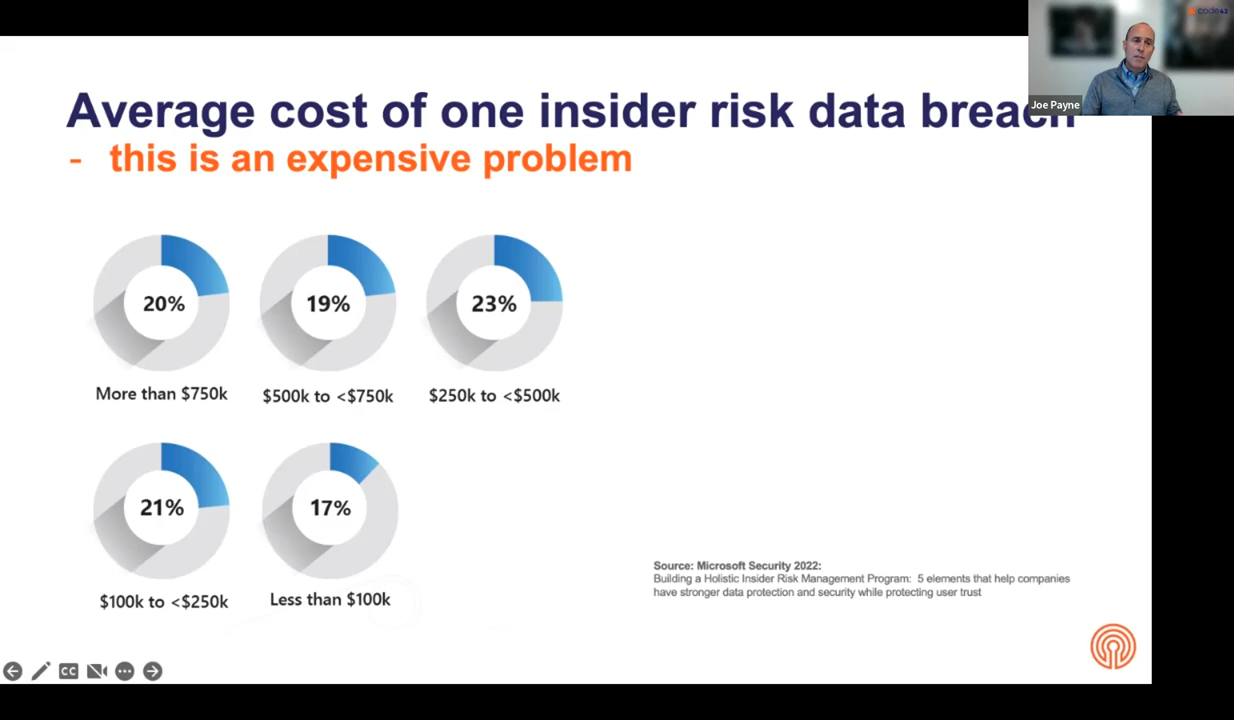 code42
Joe Payne
Average cost of one insider risk data breach
- this is an expensive problem
20%
19%
23%
More than $750k
$500k to <$750k
$250k to <$500k
21%
17%
$100k to <$250k
Less than $100k
Source: Microsoft Security 2022:
Building a Holistic Insider Risk Management Program: 5 elements that help companies
have stronger data protection and security while protecting user trust
CC